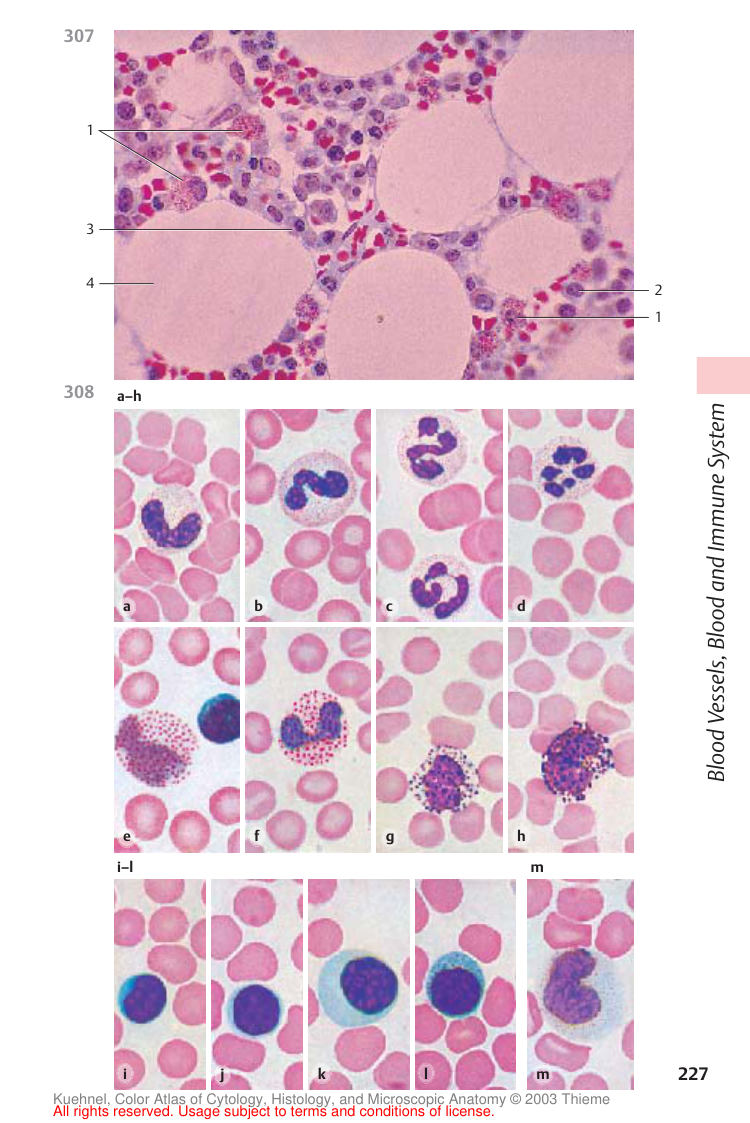 307
1
3
4
2
1
308
a–h
a
b
c
d
e
f
g
h
i–l
m
i
j
k
l
m
Blood Vessels, Blood and Immune System
227
Kuehnel, Color Atlas of Cytology, Histology, and Microscopic Anatomy © 2003 Thieme
All rights reserved. Usage subject to terms and conditions of license.